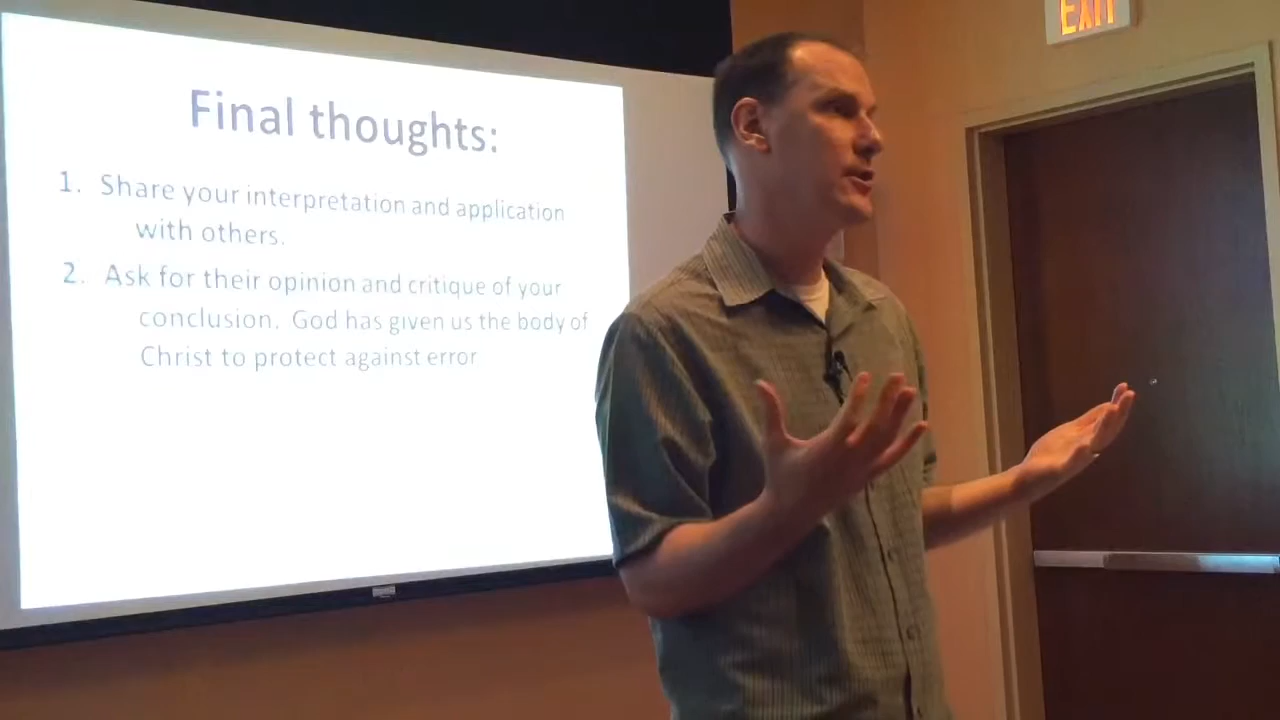 EXIT
Final thoughts:
1. Share your interpretation and application
with others.
2. Ask for their opinion and critique of your
conclusion. God has given us the body of
Christ to protect against error